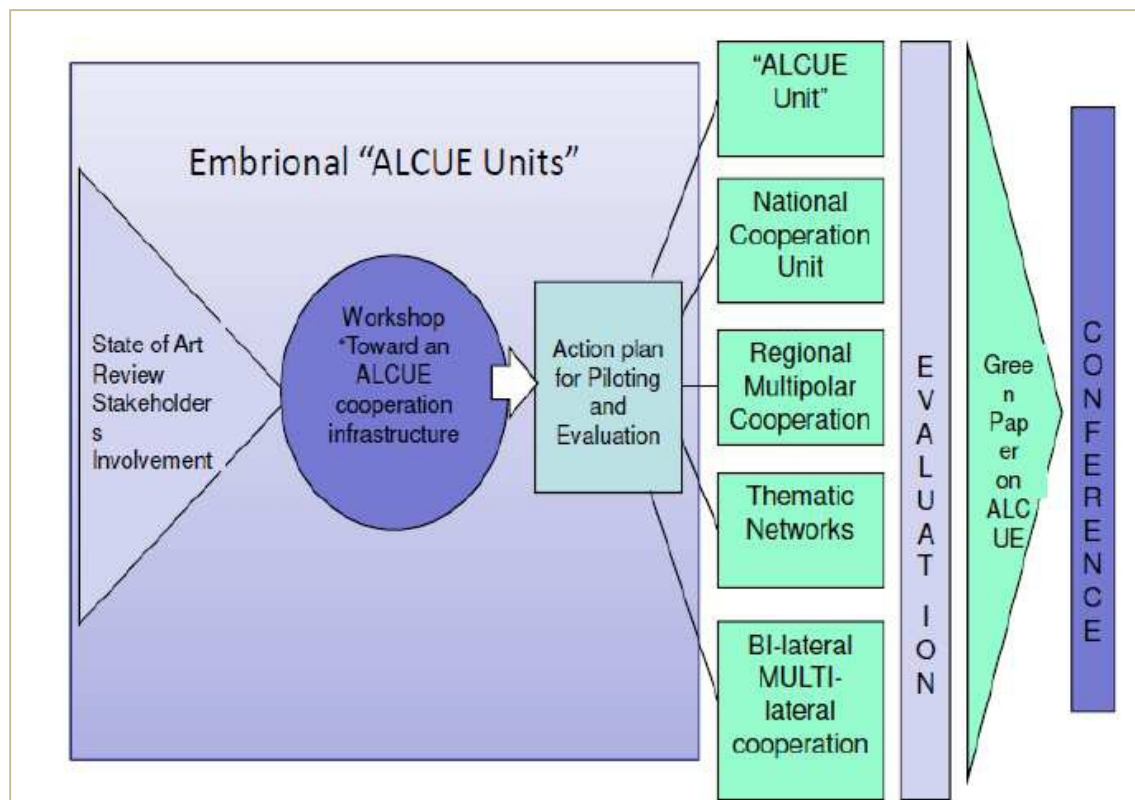 Embrional “ALCUE Units”
State of Art
Review
Stakeholder
s
Involvement
Workshop
“Toward an
ALCUE
cooperation
infrastructure
Action plan
for Piloting
and
Evaluation
“ALCUE
Unit”
National
Cooperation
Unit
Regional
Multipolar
Cooperation
Thematic
Networks
BI-lateral
MULTI-
lateral
cooperation
E
V
A
L
U
A
T
I
O
N
Gree
n
Pap
er
on
ALC
UE
C
O
N
F
E
R
E
N
C
E